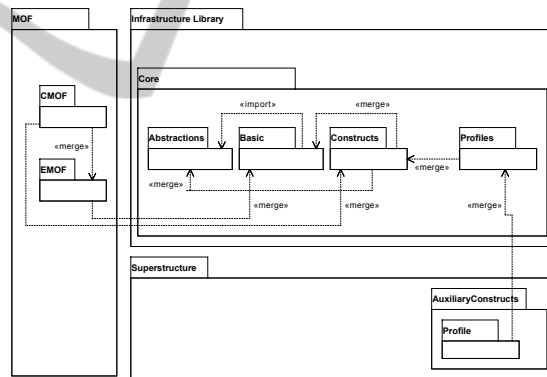 MOF
Infrastructure Library
Core
CMOF
«import»
«merge»
Abstractions
Basic
Constructs
Profiles
«merge»
EMOF
«merge»
«merge»
«merge»
«merge»
«merge»
Superstructure
AuxiliaryConstructs
Profile